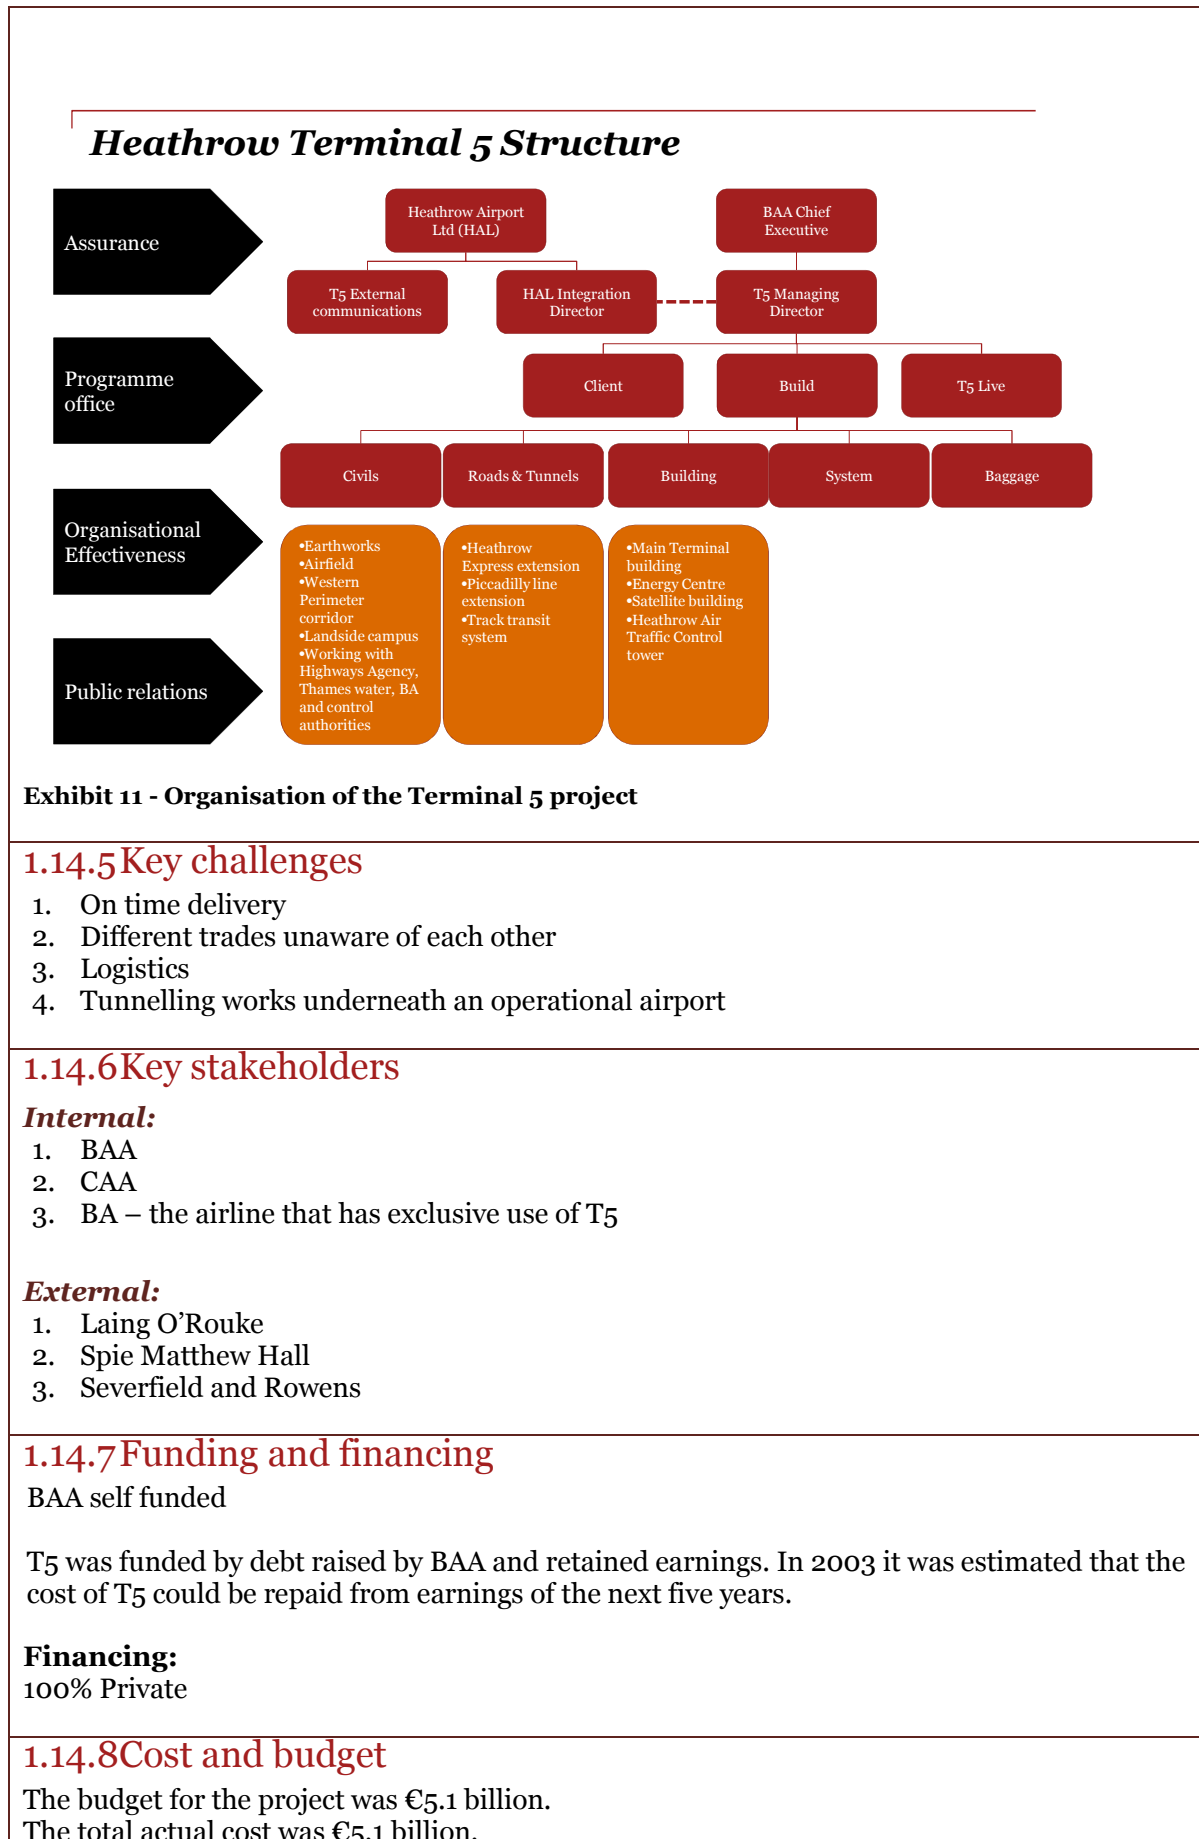 Heathrow Terminal 5 Structure
Assurance
Programme
office
Organisational
Effectiveness
Public relations
Heathrow Airport
Ltd (HAL)
BAA Chief
Executive
T5 External
communications
HAL Integration
Director
T5 Managing
Director
Client
Build
T5 Live
Civils
Roads & Tunnels
Building
System
Baggage
•Earthworks
•Airfield
•Western
Perimeter
corridor
•Landside campus
•Working with
Highways Agency,
Thames water, BA
and control
authorities
•Heathrow
Express extension
•Piccadilly line
extension
•Track transit
system
•Main Terminal
building
•Energy Centre
•Satellite building
•Heathrow Air
Traffic Control
tower
Exhibit 11 - Organisation of the Terminal 5 project
1.14.5 Key challenges
1. On time delivery
2. Different trades unaware of each other
3. Logistics
4. Tunnelling works underneath an operational airport
1.14.6 Key stakeholders
Internal:
1. BAA
2. CAA
3. BA – the airline that has exclusive use of T5
External:
1. Laing O’Rouke
2. Spie Matthew Hall
3. Severfield and Rowens
1.14.7 Funding and financing
BAA self funded
T5 was funded by debt raised by BAA and retained earnings. In 2003 it was estimated that the
cost of T5 could be repaid from earnings of the next five years.
Financing:
100% Private
1.14.8 Cost and budget
The budget for the project was €5.1 billion.
The total actual cost was €5.1 billion.